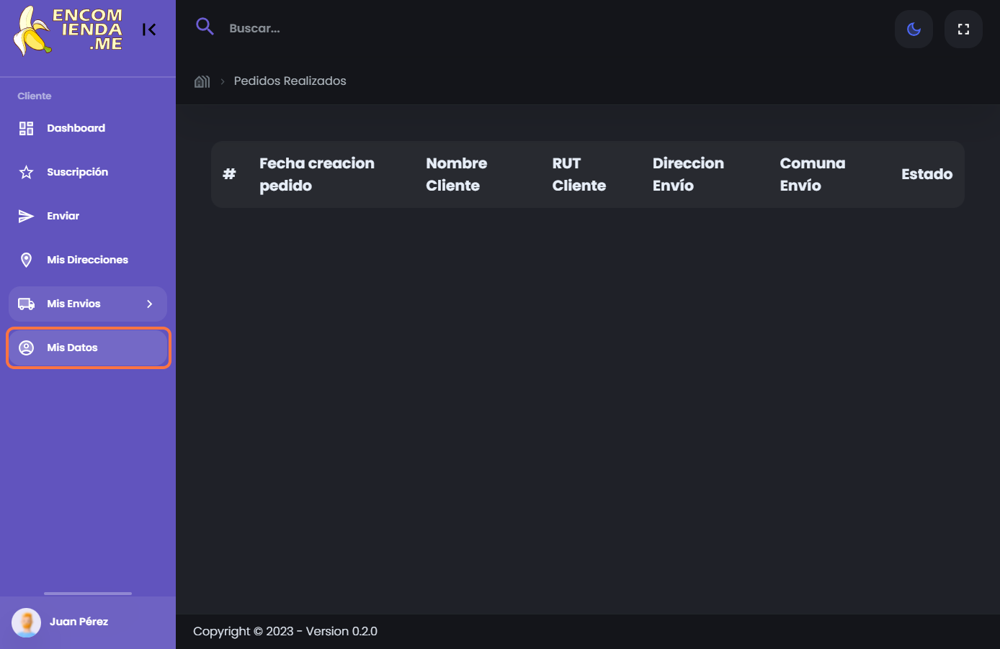 ENCOM
IENDA
.ME
Buscar...
Pedidos Realizados
Cliente
Dashboard
Suscripción
Enviar
Mis Direcciones
Mis Envios
Mis Datos
# Fecha creacion pedido Nombre Cliente RUT Cliente Direccion Envío Comuna Envío Estado
Juan Pérez
Copyright © 2023 - Version 0.2.0